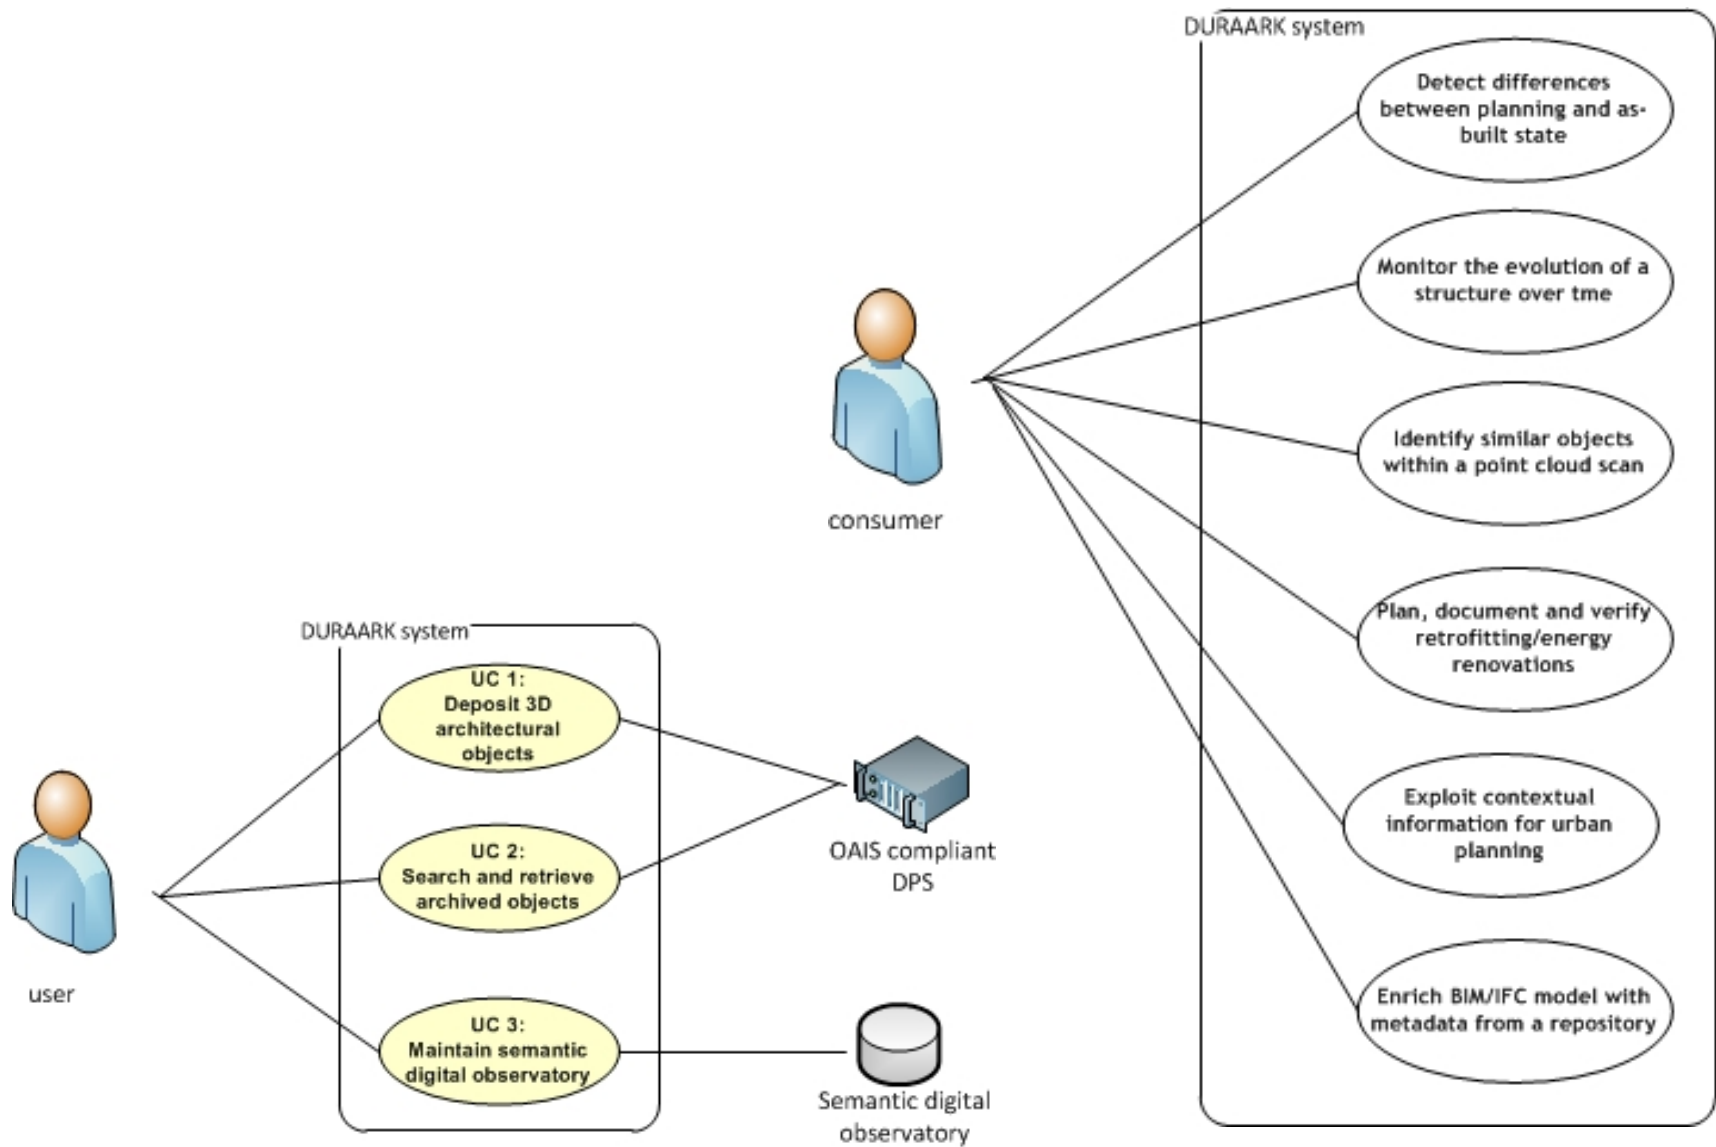 DURAARK system
Detect differences
between planning and as-
built state
Monitor the evolution of a
structure over tme
Identify similar objects
within a point cloud scan
Plan, document and verify
retrofitting/energy
renovations
Exploit contextual
information for urban
planning
Enrich BIM/IFC model with
metadata from a repository
consumer
DURAARK system
UC 1:
Deposit 3D
architectural
objects
UC 2:
Search and retrieve
archived objects
UC 3:
Maintain semantic
digital observatory
user
OAIS compliant
DPS
Semantic digital
observatory